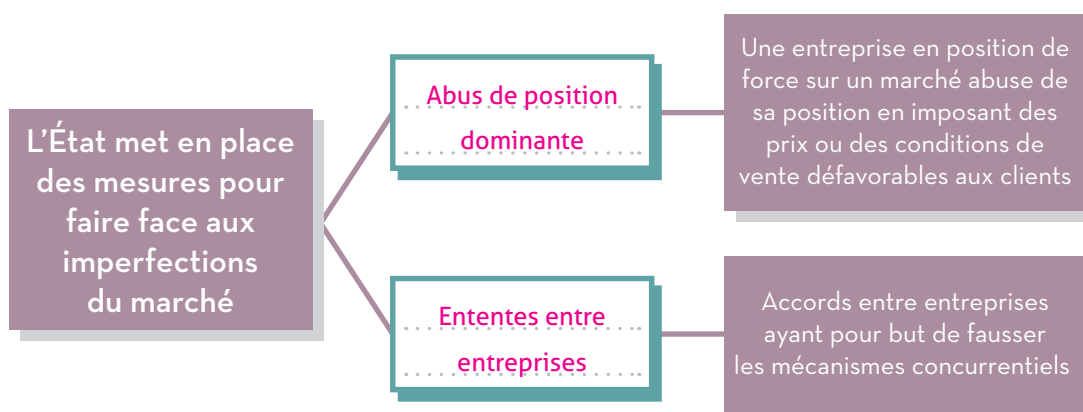 L’État met en place
des mesures pour
faire face aux
imperfections
du marché
Abus de position
dominante
Une entreprise en position de
force sur un marché abuse de
sa position en imposant des
prix ou des conditions de
vente défavorables aux clients
Ententes entre
entreprises
Accords entre entreprises
ayant pour but de fausser
les mécanismes concurrentiels